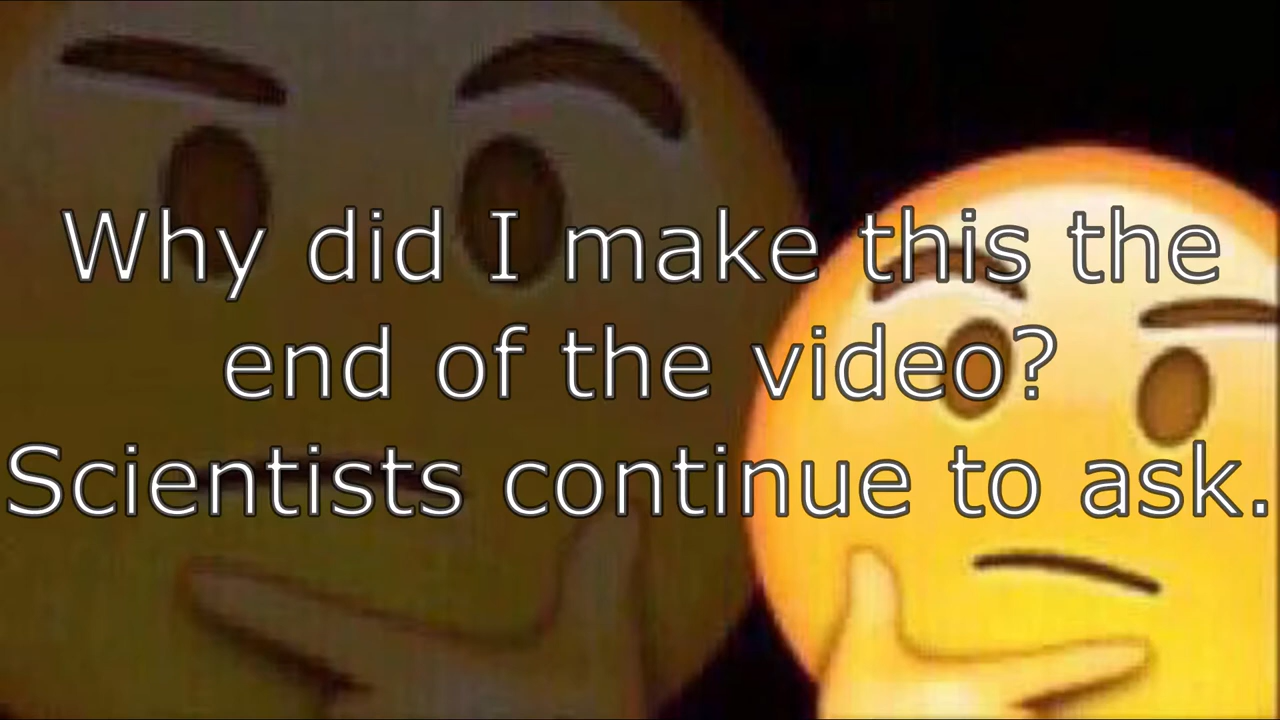 Why did I make this the
end of the video?
Scientists continue to ask.